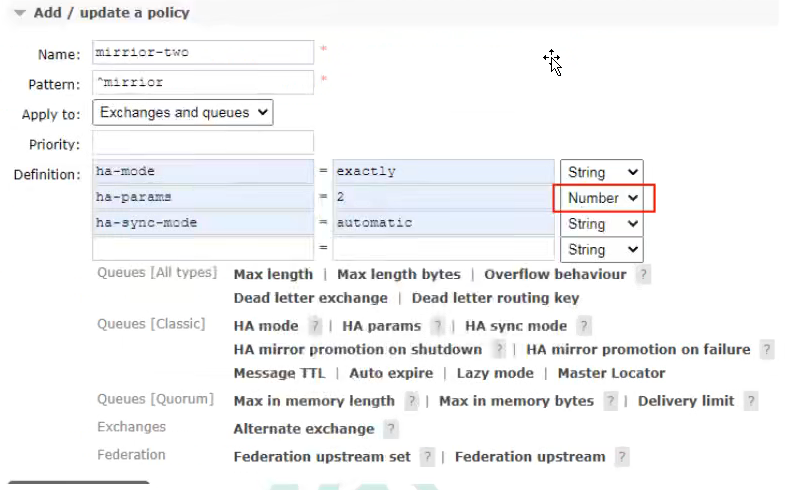 Add / update a policy
Name: mirrior-two *
Pattern: ^mirrior *
Apply to: Exchanges and queues
Priority:
Definition: ha-mode = exactly String
ha-params = 2 Number
ha-sync-mode = automatic String
= String
Queues [All types] Max length | Max length bytes | Overflow behaviour ?
Dead letter exchange | Dead letter routing key
Queues [Classic] HA mode ? | HA params ? | HA sync mode ?
HA mirror promotion on shutdown ? | HA mirror promotion on failure ?
Message TTL | Auto expire | Lazy mode | Master Locator
Queues [Quorum] Max in memory length ? | Max in memory bytes ? | Delivery limit ?
Exchanges Alternate exchange ?
Federation Federation upstream set ? | Federation upstream ?